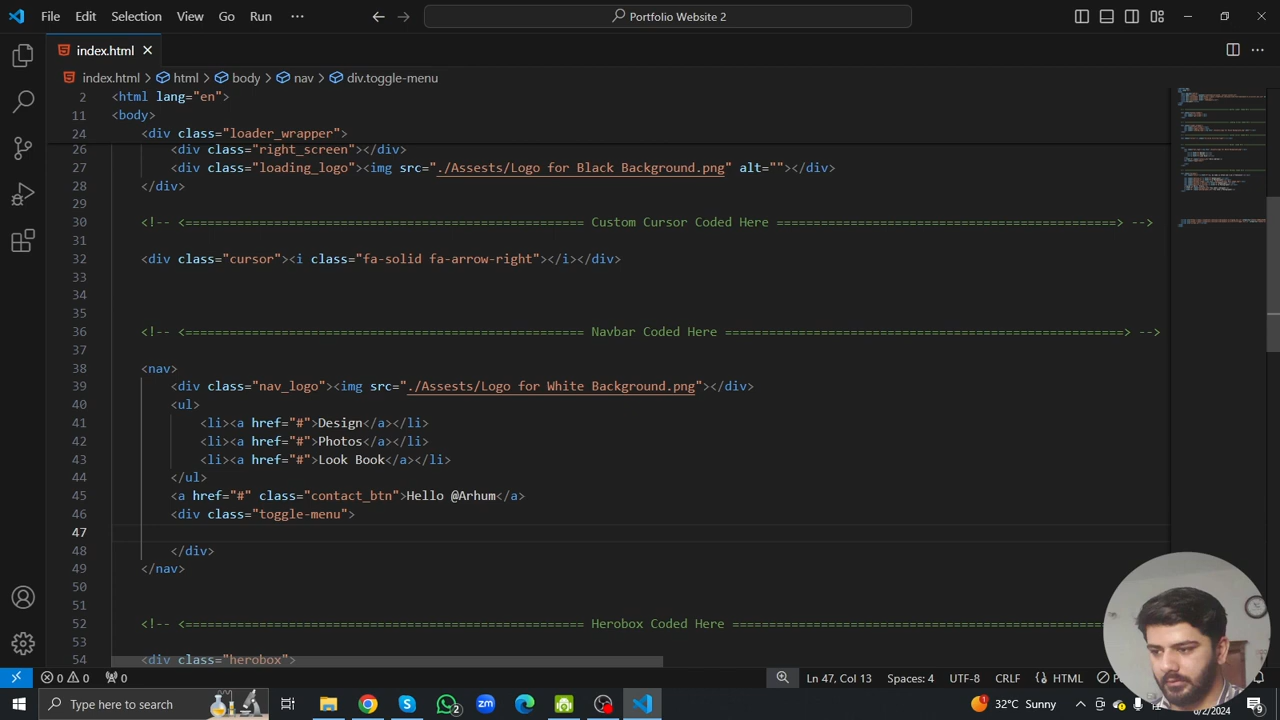 File Edit Selection View Go Run ··· Portfolio Website 2
index.html
index.html > html > body > nav > div.toggle-menu
2 <html lang="en">
11 <body>
24 <div class="loader_wrapper">
26 <div class="right_screen"></div>
27 <div class="loading_logo"><img src="./Assests/Logo for Black Background.png" alt=""></div>
28 </div>
29
30 <!-- <====================================================== Custom Cursor Coded Here ==============================================> -->
31
32 <div class="cursor"><i class="fa-solid fa-arrow-right"></i></div>
33
34
35
36 <!-- <====================================================== Navbar Coded Here ======================================================> -->
37
38 <nav>
39 <div class="nav_logo"><img src="./Assests/Logo for White Background.png"></div>
40 <ul>
41 <li><a href="#">Design</a></li>
42 <li><a href="#">Photos</a></li>
43 <li><a href="#">Look Book</a></li>
44 </ul>
45 <a href="#" class="contact_btn">Hello @Arhum</a>
46 <div class="toggle-menu">
47
48 </div>
49 </nav>
50
51
52 <!-- <====================================================== Herobox Coded Here ==================================================
53
54 <div class="herobox">
0 0 0 Ln 47, Col 13 Spaces: 4 UTF-8 CRLF HTML
Type here to search 2 32°C Sunny 6/2/2024 9